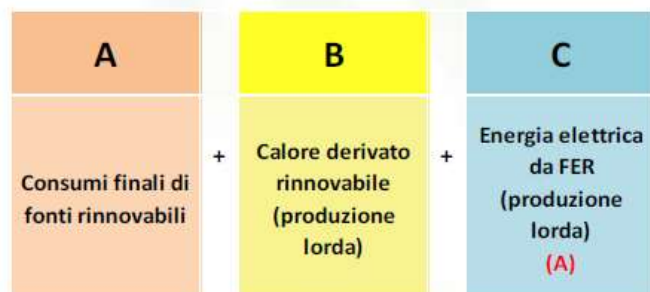 A
B
C
Consumi finali di
fonti rinnovabili
+
Calore derivato
rinnovabile
(produzione
lorda)
+
Energia elettrica
da FER
(produzione
lorda)
(A)